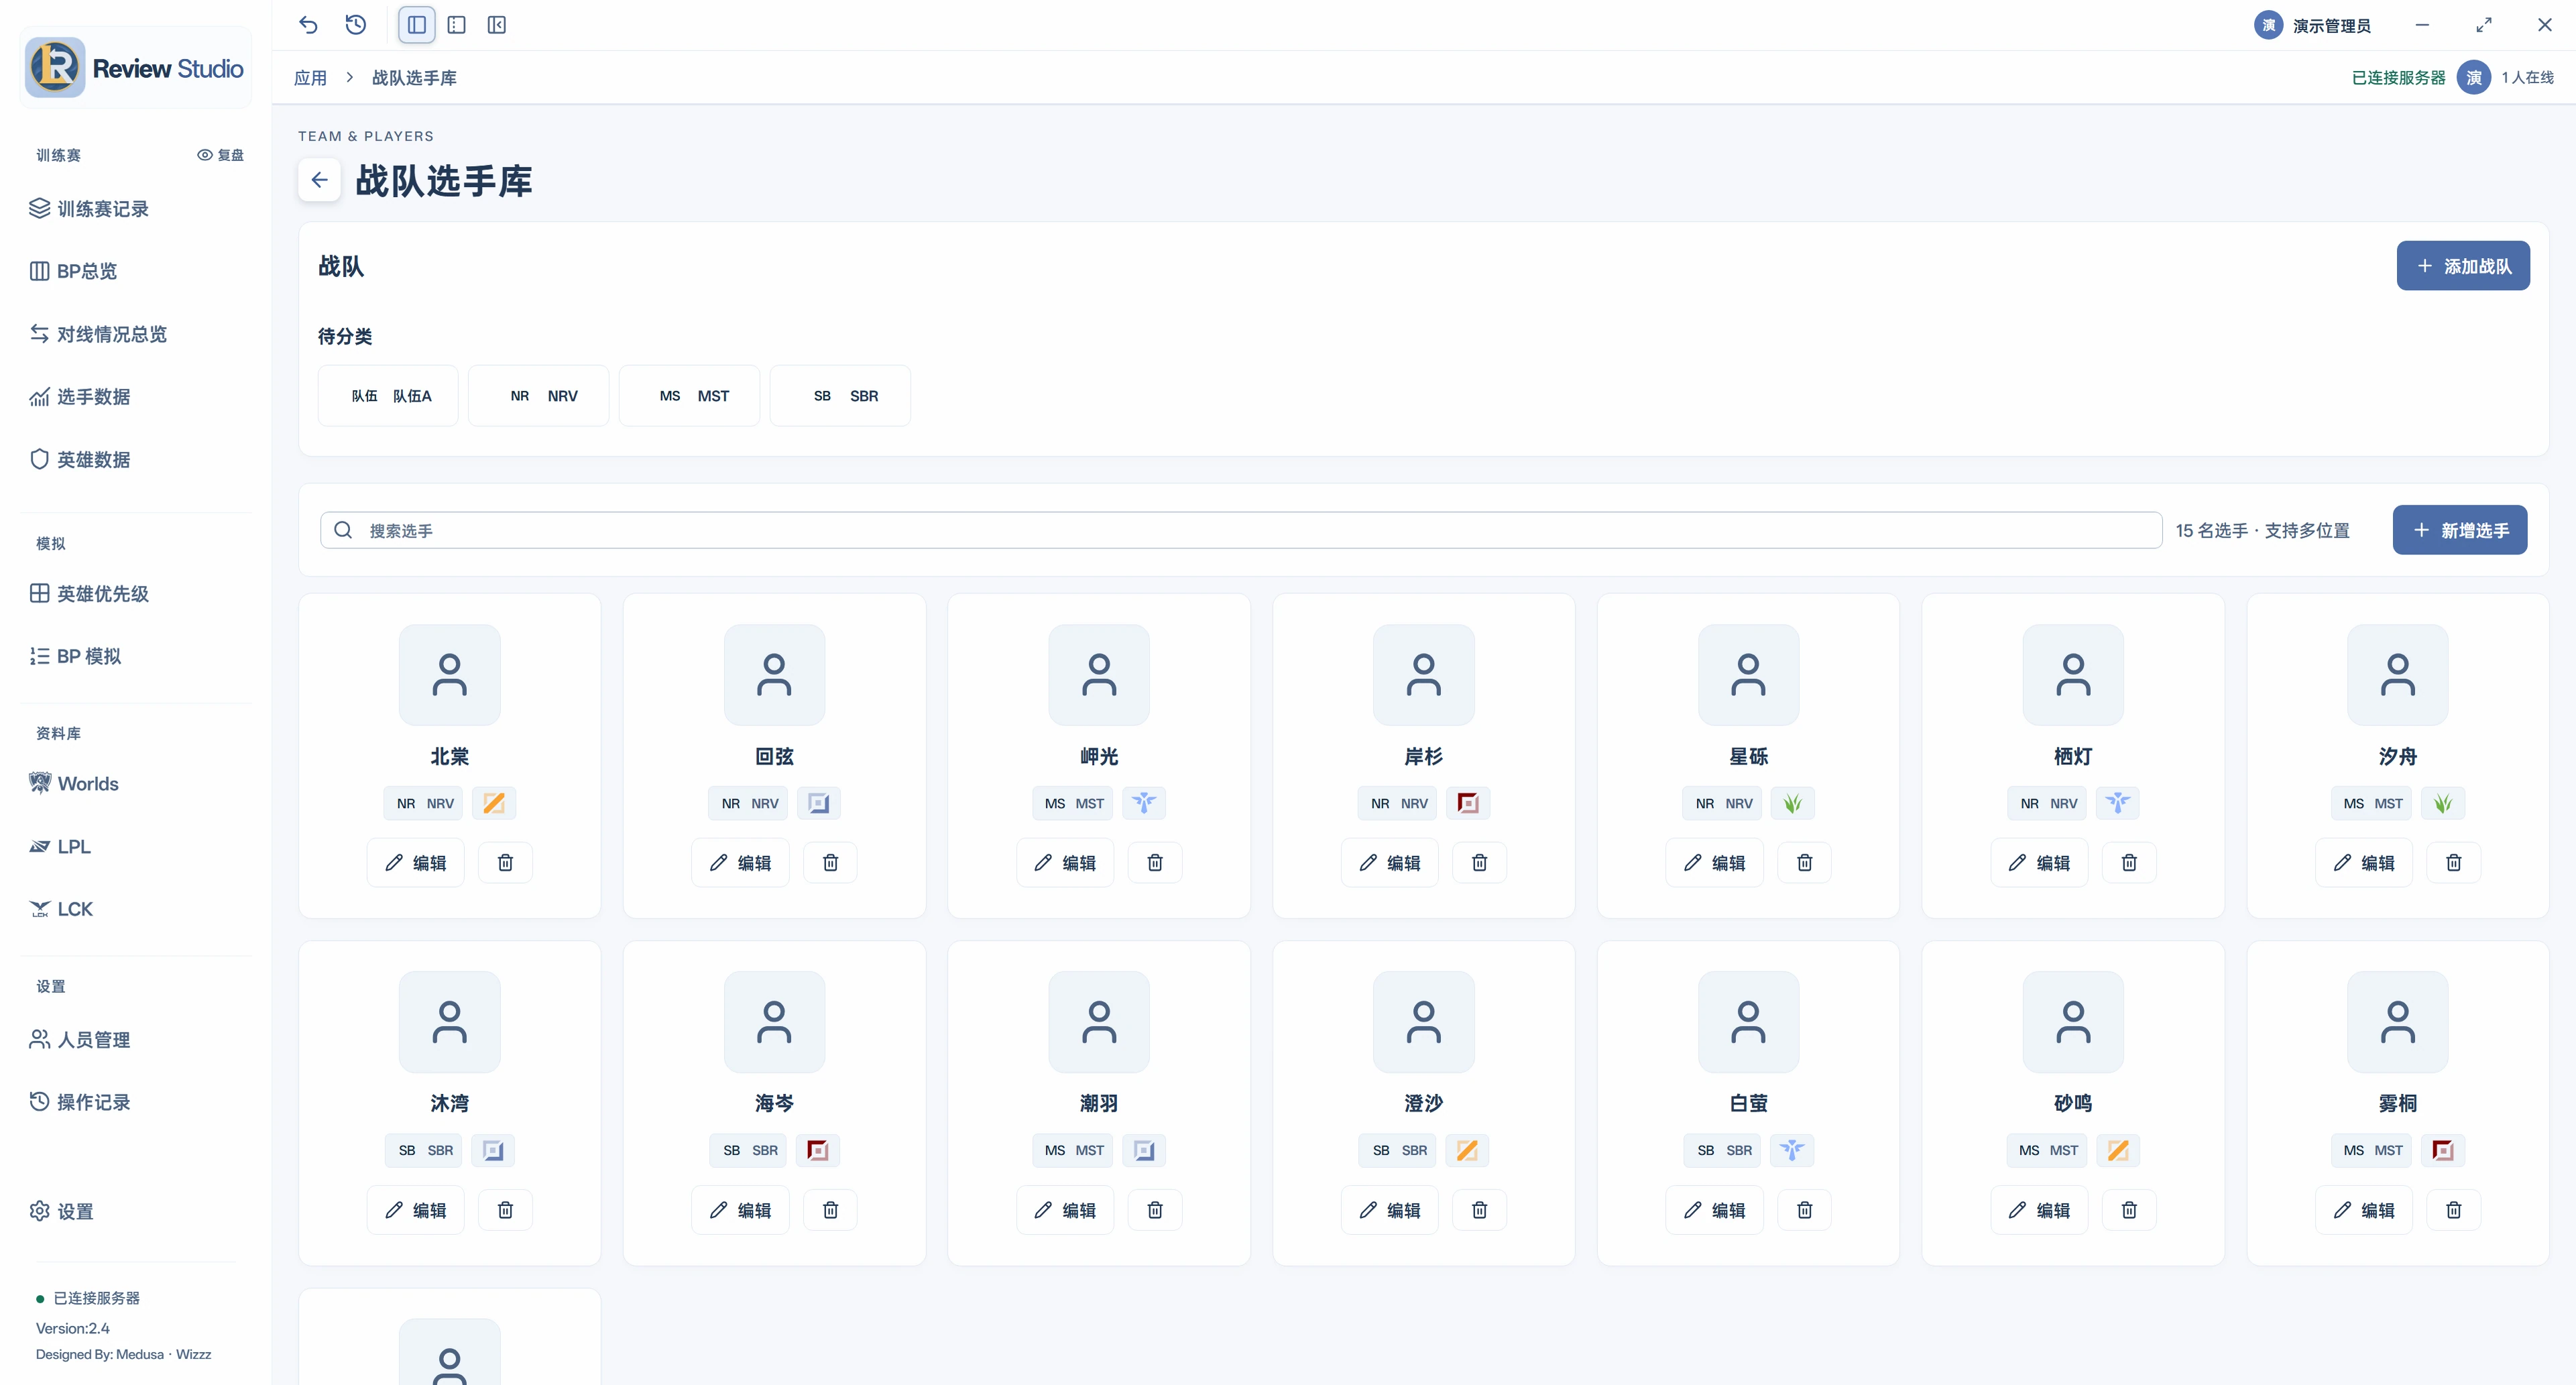 演 演示管理员
Review Studio
应用 > 战队选手库
已连接服务器 演 1 人在线
训练赛 复盘
训练赛记录
BP总览
对线情况总览
选手数据
英雄数据
模拟
英雄优先级
BP 模拟
资料库
Worlds
LPL
LCK
设置
人员管理
操作记录
设置
已连接服务器
Version:2.4
Designed By: Medusa · Wizzz
TEAM & PLAYERS
战队选手库
战队
+ 添加战队
待分类
队伍 队伍A
NR NRV
MS MST
SB SBR
搜索选手
15 名选手 · 支持多位置
+ 新增选手
北棠
NR NRV
编辑
回弦
NR NRV
编辑
岬光
MS MST
编辑
岸杉
NR NRV
编辑
星砾
NR NRV
编辑
栖灯
NR NRV
编辑
汐舟
MS MST
编辑
沐湾
SB SBR
编辑
海岑
SB SBR
编辑
潮羽
MS MST
编辑
澄沙
SB SBR
编辑
白萤
SB SBR
编辑
砂鸣
MS MST
编辑
雾桐
MS MST
编辑